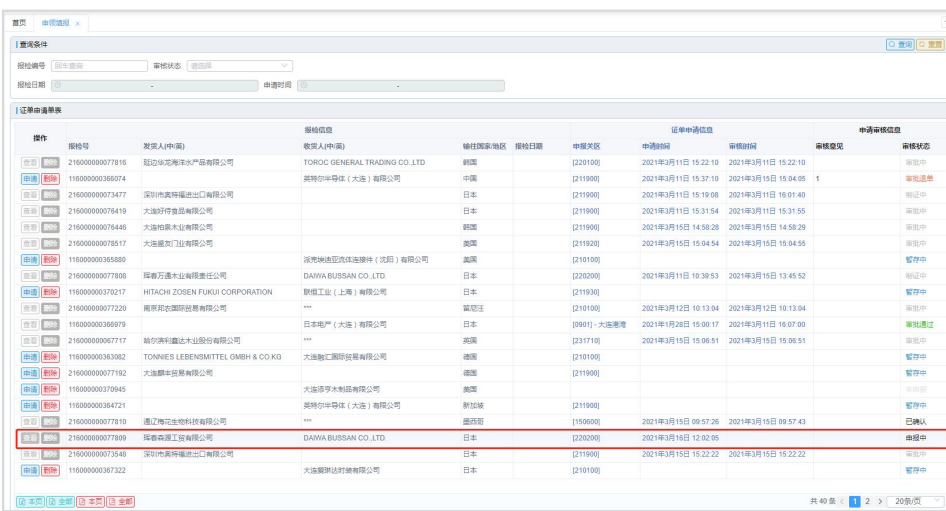 首页 申领填报 ×
查询条件 查询 重置
报检编号 回车查询 审核状态 请选择
报检日期 - 申请时间 -
证单申请单表
操作 报检信息 证单申请信息 申请审核信息
报检号 发货人(中/英) 收货人(中/英) 输往国家/地区 报检日期 申报关区 申请时间 审核时间 审核意见 审核状态
查看 删除 216000000077816 延边华龙海洋水产品有限公司 TOROC GENERAL TRADING CO.,LTD 韩国 [220100] 2021年3月11日 15:22:10 2021年3月11日 15:22:10 审批中
申请 删除 116000000366074 英特尔半导体（大连）有限公司 中国 [211900] 2021年3月11日 15:37:10 2021年3月15日 15:04:05 1 审批退单
查看 删除 216000000073477 深圳市奥特福进出口有限公司 日本 [211900] 2021年3月11日 15:19:08 2021年3月11日 16:01:40 制证中
查看 删除 216000000076419 大连好待食品有限公司 日本 [211900] 2021年3月11日 15:31:54 2021年3月11日 15:31:55 审批中
查看 删除 216000000076446 大连柏泉木业有限公司 韩国 [211900] 2021年3月15日 14:58:28 2021年3月15日 14:58:29 审批中
查看 删除 216000000078517 大连盛友门业有限公司 美国 [211920] 2021年3月15日 15:04:54 2021年3月15日 15:04:55 审批中
申请 删除 116000000365880 派克埃迪亚流体连接件（沈阳）有限公司 美国 [210100] 暂存中
查看 删除 216000000077808 珲春万通木业有限责任公司 DAIWA BUSSAN CO.,LTD. 日本 [220200] 2021年3月11日 10:39:53 2021年3月15日 13:45:52 制证中
申请 删除 116000000370217 HITACHI ZOSEN FUKUI CORPORATION 联恒工业（上海）有限公司 日本 [211930] 暂存中
查看 删除 216000000077220 南京邦农国际贸易有限公司 *** 留尼汪 [210100] 2021年3月12日 10:13:04 2021年3月12日 10:13:04 审批中
查看 删除 116000000366979 日本电产（大连）有限公司 日本 [0901] - 大连港湾 2021年1月28日 15:00:17 2021年3月11日 16:07:00 审批通过
查看 删除 216000000067717 哈尔滨利鑫达木业股份有限公司 *** 英国 [231710] 2021年3月15日 15:06:51 2021年3月15日 15:06:51 审批中
申请 删除 116000000363082 TONNIES LEBENSMITTEL GMBH & CO.KG 大连融汇国际贸易有限公司 德国 [210100] 暂存中
申请 删除 216000000077192 大连麒丰贸易有限公司 德国 [211900] 暂存中
申请 删除 116000000370945 大连添亨木制品有限公司 美国
申请 删除 116000000364721 英特尔半导体（大连）有限公司 新加坡 [211900] 暂存中
查看 删除 216000000077810 通辽梅花生物科技有限公司 *** 墨西哥 [150600] 2021年3月15日 09:57:26 2021年3月15日 09:57:43 已确认
查看 删除 216000000077809 珲春森源工贸有限公司 DAIWA BUSSAN CO.,LTD. 日本 [220200] 2021年3月16日 12:02:05 申报中
查看 删除 216000000073540 深圳市奥特福进出口有限公司 日本 [211900] 2021年3月15日 15:22:22 2021年3月15日 15:22:22 审批中
申请 删除 116000000367322 大连爱琳达时装有限公司 日本 [210100] 暂存中
本页 全部 本页 全部 共 40 条 < 1 2 > 20条/页